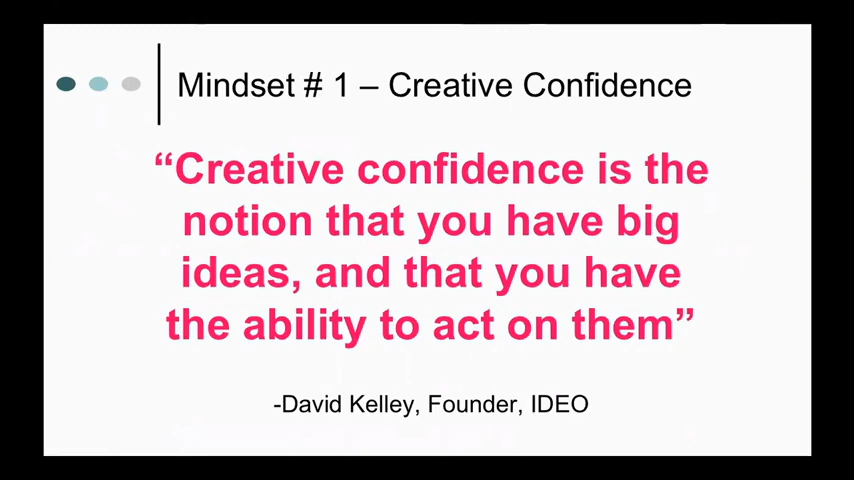 Mindset # 1 – Creative Confidence
“Creative confidence is the
notion that you have big
ideas, and that you have
the ability to act on them”
-David Kelley, Founder, IDEO